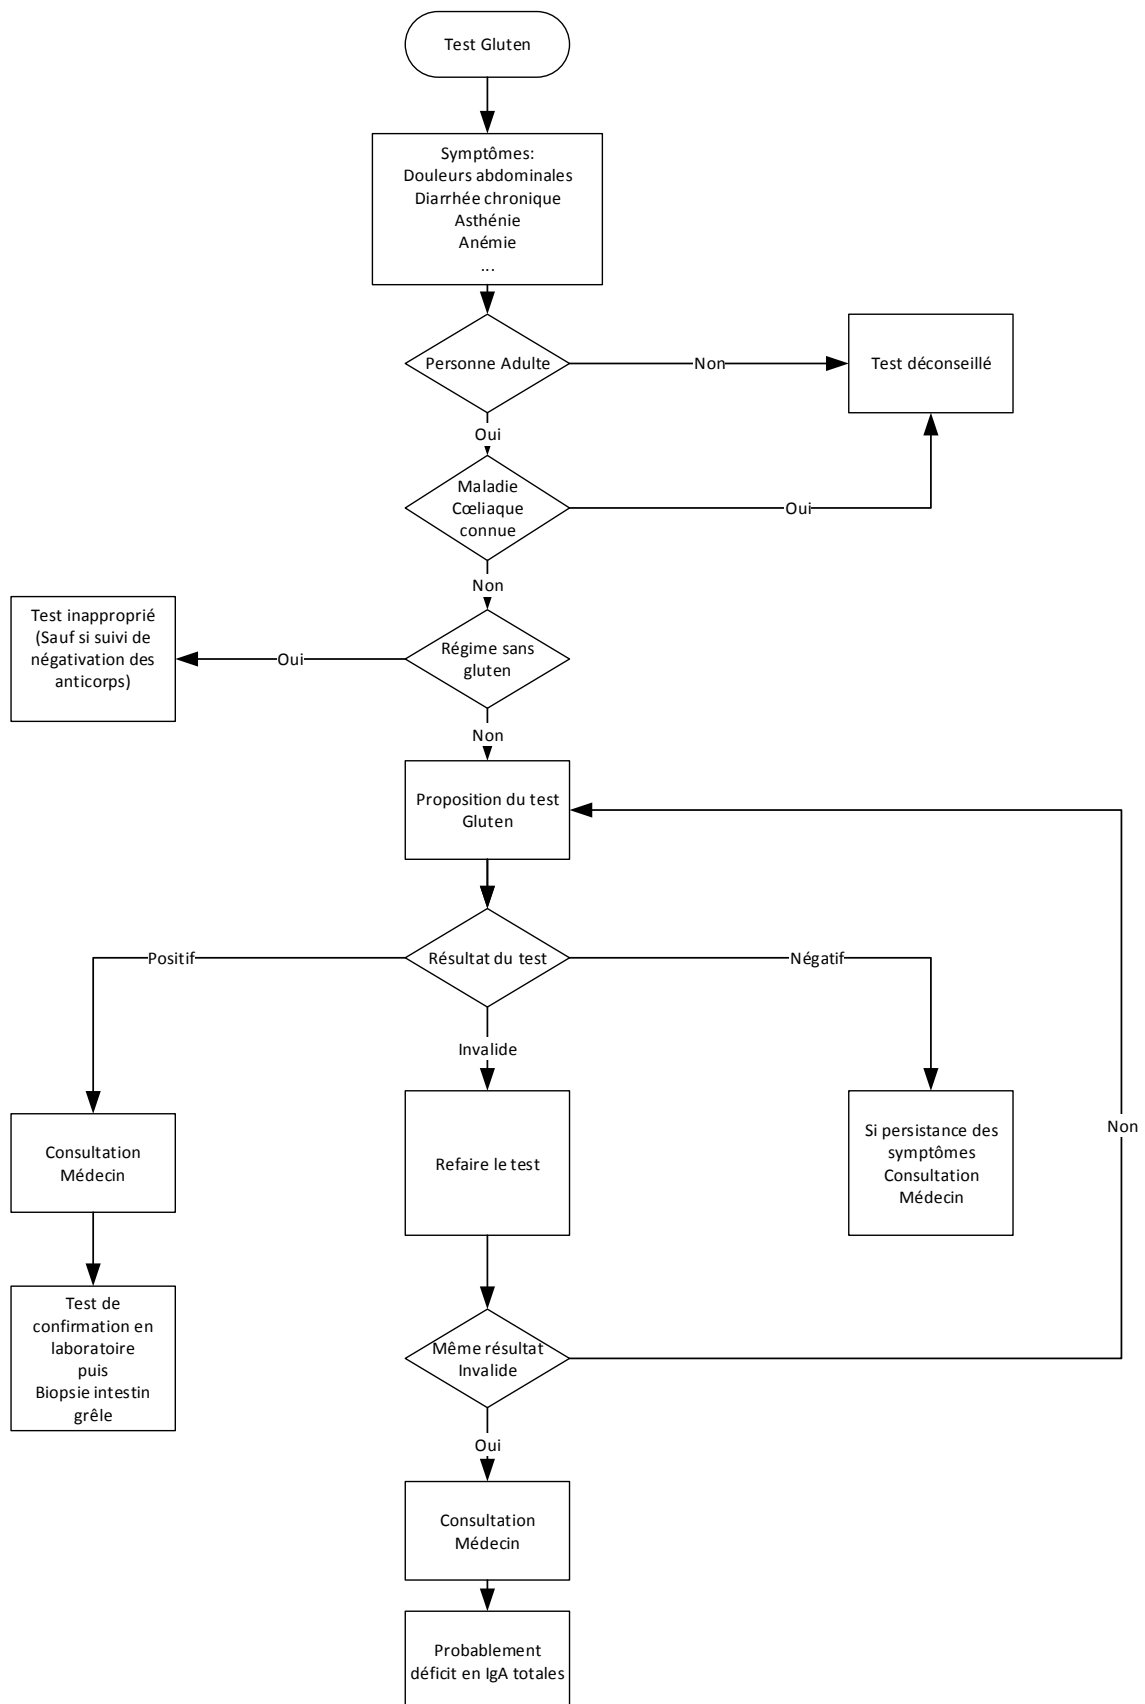 Test Gluten
Symptômes:
Douleurs abdominales
Diarrhée chronique
Asthénie
Anémie
...
Personne Adulte
Non
Test déconseillé
Oui
Maladie
Cœliaque
connue
Oui
Non
Test inapproprié
(Sauf si suivi de
négativation des
anticorps)
Oui
Régime sans
gluten
Non
Proposition du test
Gluten
Positif
Résultat du test
Négatif
Invalide
Consultation
Médecin
Refaire le test
Si persistance des
symptômes
Consultation
Médecin
Non
Test de
confirmation en
laboratoire
puis
Biopsie intestin
grêle
Même résultat
Invalide
Oui
Consultation
Médecin
Probablement
déficit en IgA totales